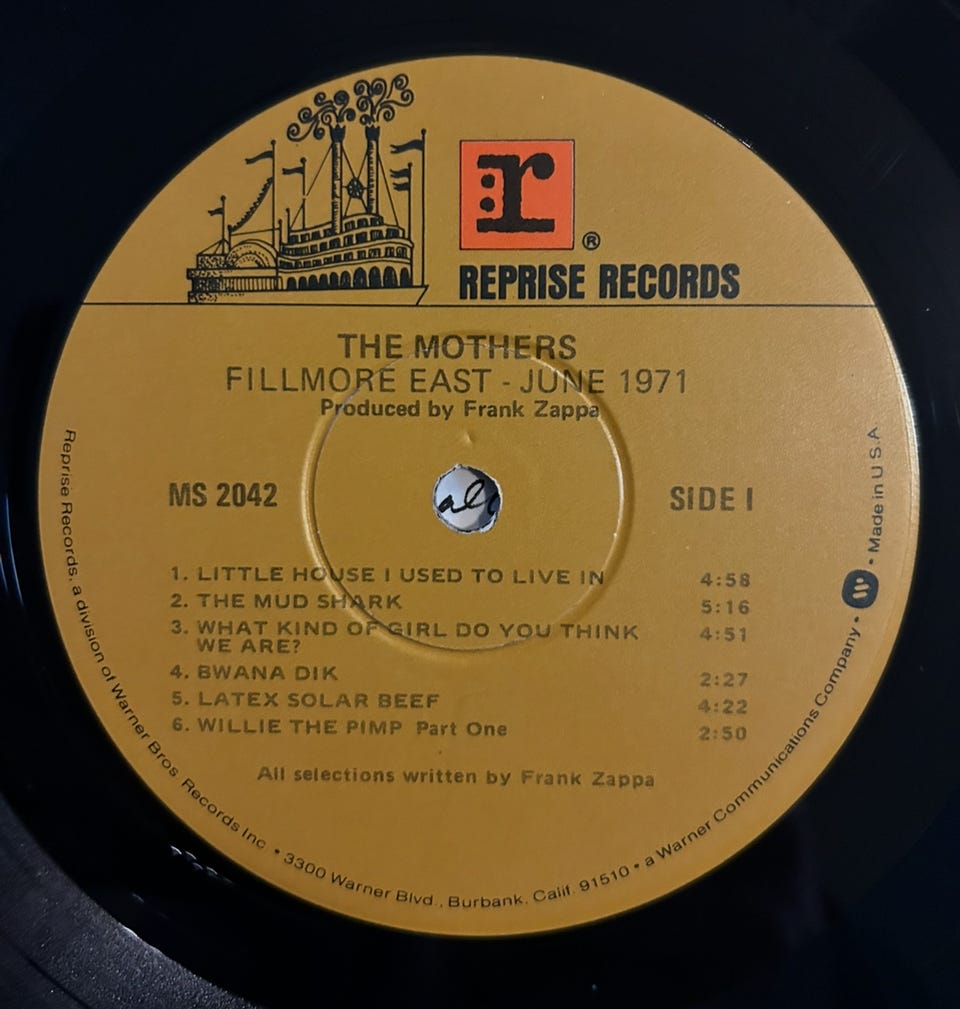 r
®
REPRISE RECORDS
THE MOTHERS
FILLMORE EAST - JUNE 1971
Produced by Frank Zappa
MS 2042
SIDE I
1. LITTLE HOUSE I USED TO LIVE IN 4:58
2. THE MUD SHARK 5:16
3. WHAT KIND OF GIRL DO YOU THINK 4:51
WE ARE?
4. BWANA DIK 2:27
5. LATEX SOLAR BEEF 4:22
6. WILLIE THE PIMP Part One 2:50
All selections written by Frank Zappa
Reprise Records, a division of Warner Bros. Records Inc • 3300 Warner Blvd., Burbank, Calif. 91510 • a Warner Communications Company • W • Made in U.S.A